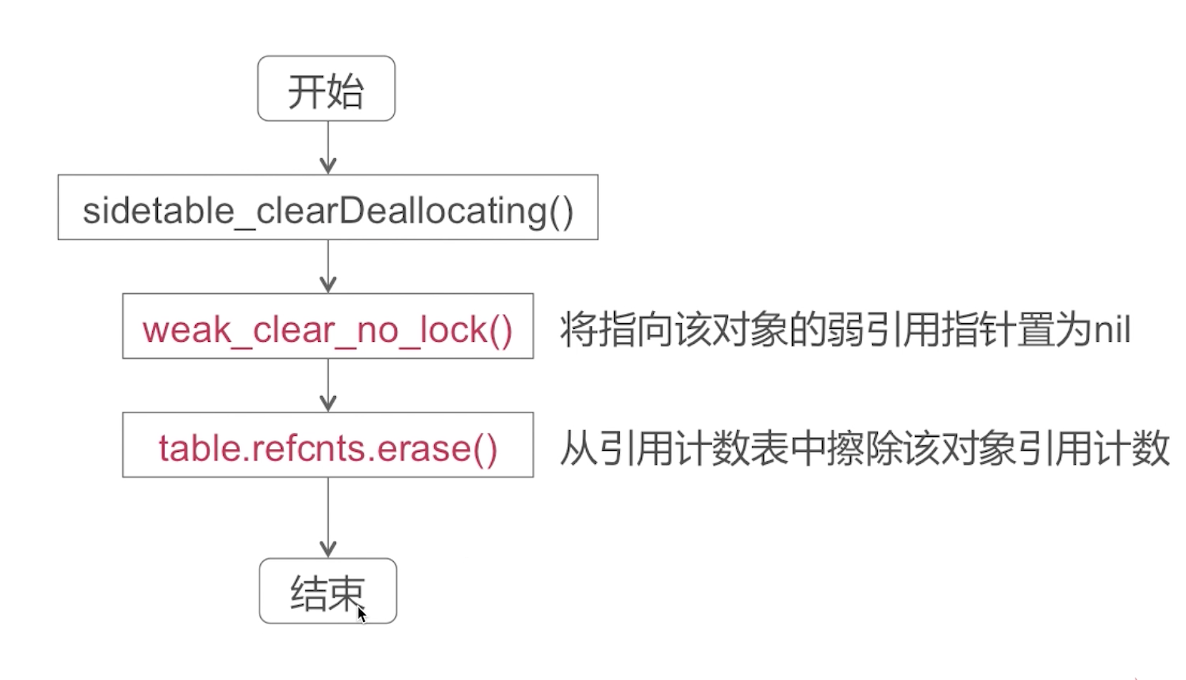 开始
sidetable_clearDeallocating()
weak_clear_no_lock() 将指向该对象的弱引用指针置为nil
table.refcnts.erase() 从引用计数表中擦除该对象引用计数
结束